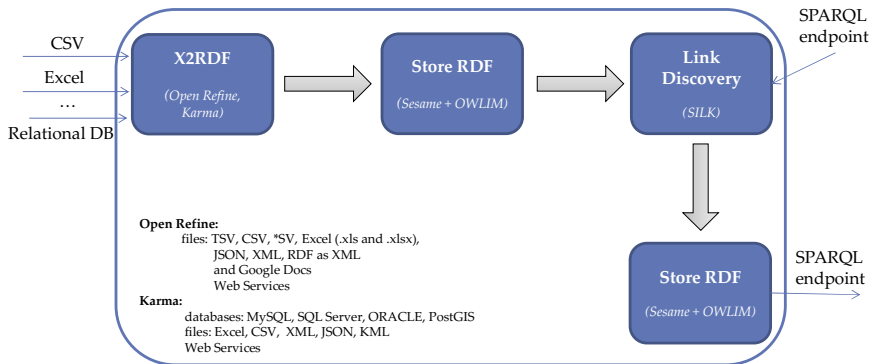 CSV
Excel
…
Relational DB
X2RDF
(Open Refine,
Karma)
Store RDF
(Sesame + OWLIM)
Link
Discovery
(SILK)
SPARQL
endpoint
Open Refine:
files: TSV, CSV, *SV, Excel (.xls and .xlsx),
JSON, XML, RDF as XML
and Google Docs
Web Services
Karma:
databases: MySQL, SQL Server, ORACLE, PostGIS
files: Excel, CSV, XML, JSON, KML
Web Services
Store RDF
(Sesame + OWLIM)
SPARQL
endpoint